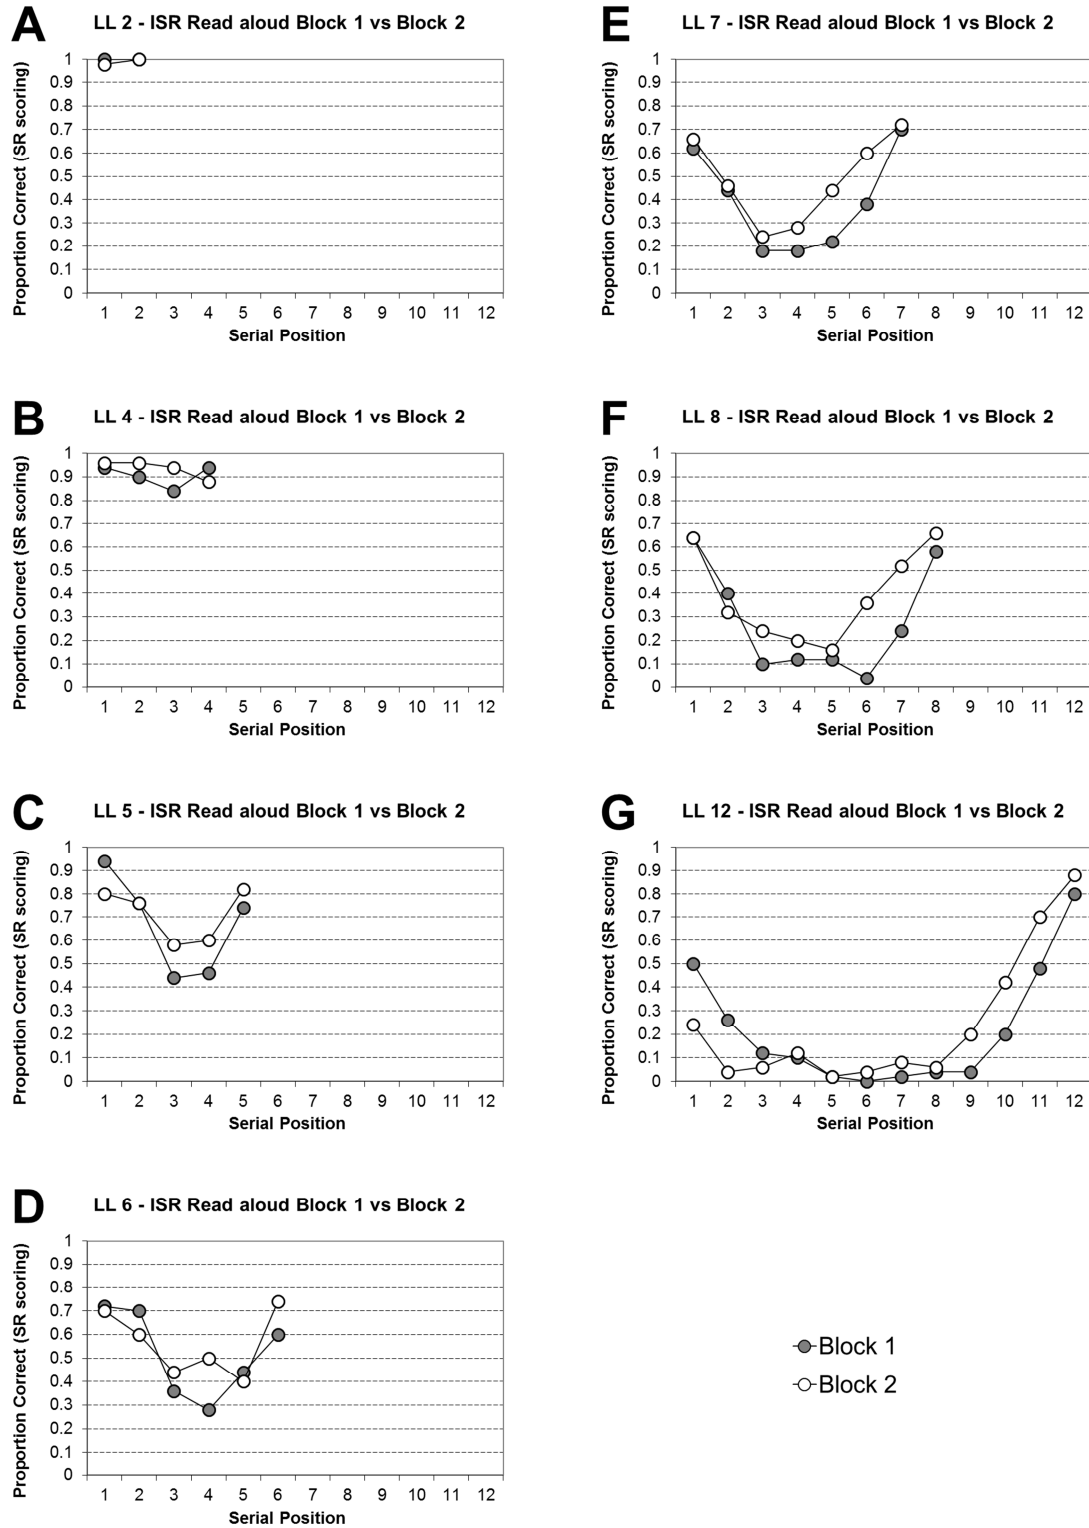 A
LL 2 - ISR Read aloud Block 1 vs Block 2
Proportion Correct (SR scoring)
1
0.9
0.8
0.7
0.6
0.5
0.4
0.3
0.2
0.1
0
1 2 3 4 5 6 7 8 9 10 11 12
Serial Position
B
LL 4 - ISR Read aloud Block 1 vs Block 2
Proportion Correct (SR scoring)
1
0.9
0.8
0.7
0.6
0.5
0.4
0.3
0.2
0.1
0
1 2 3 4 5 6 7 8 9 10 11 12
Serial Position
C
LL 5 - ISR Read aloud Block 1 vs Block 2
Proportion Correct (SR scoring)
1
0.9
0.8
0.7
0.6
0.5
0.4
0.3
0.2
0.1
0
1 2 3 4 5 6 7 8 9 10 11 12
Serial Position
D
LL 6 - ISR Read aloud Block 1 vs Block 2
Proportion Correct (SR scoring)
1
0.9
0.8
0.7
0.6
0.5
0.4
0.3
0.2
0.1
0
1 2 3 4 5 6 7 8 9 10 11 12
Serial Position
E
LL 7 - ISR Read aloud Block 1 vs Block 2
Proportion Correct (SR scoring)
1
0.9
0.8
0.7
0.6
0.5
0.4
0.3
0.2
0.1
0
1 2 3 4 5 6 7 8 9 10 11 12
Serial Position
F
LL 8 - ISR Read aloud Block 1 vs Block 2
Proportion Correct (SR scoring)
1
0.9
0.8
0.7
0.6
0.5
0.4
0.3
0.2
0.1
0
1 2 3 4 5 6 7 8 9 10 11 12
Serial Position
G
LL 12 - ISR Read aloud Block 1 vs Block 2
Proportion Correct (SR scoring)
1
0.9
0.8
0.7
0.6
0.5
0.4
0.3
0.2
0.1
0
1 2 3 4 5 6 7 8 9 10 11 12
Serial Position
Block 1
Block 2